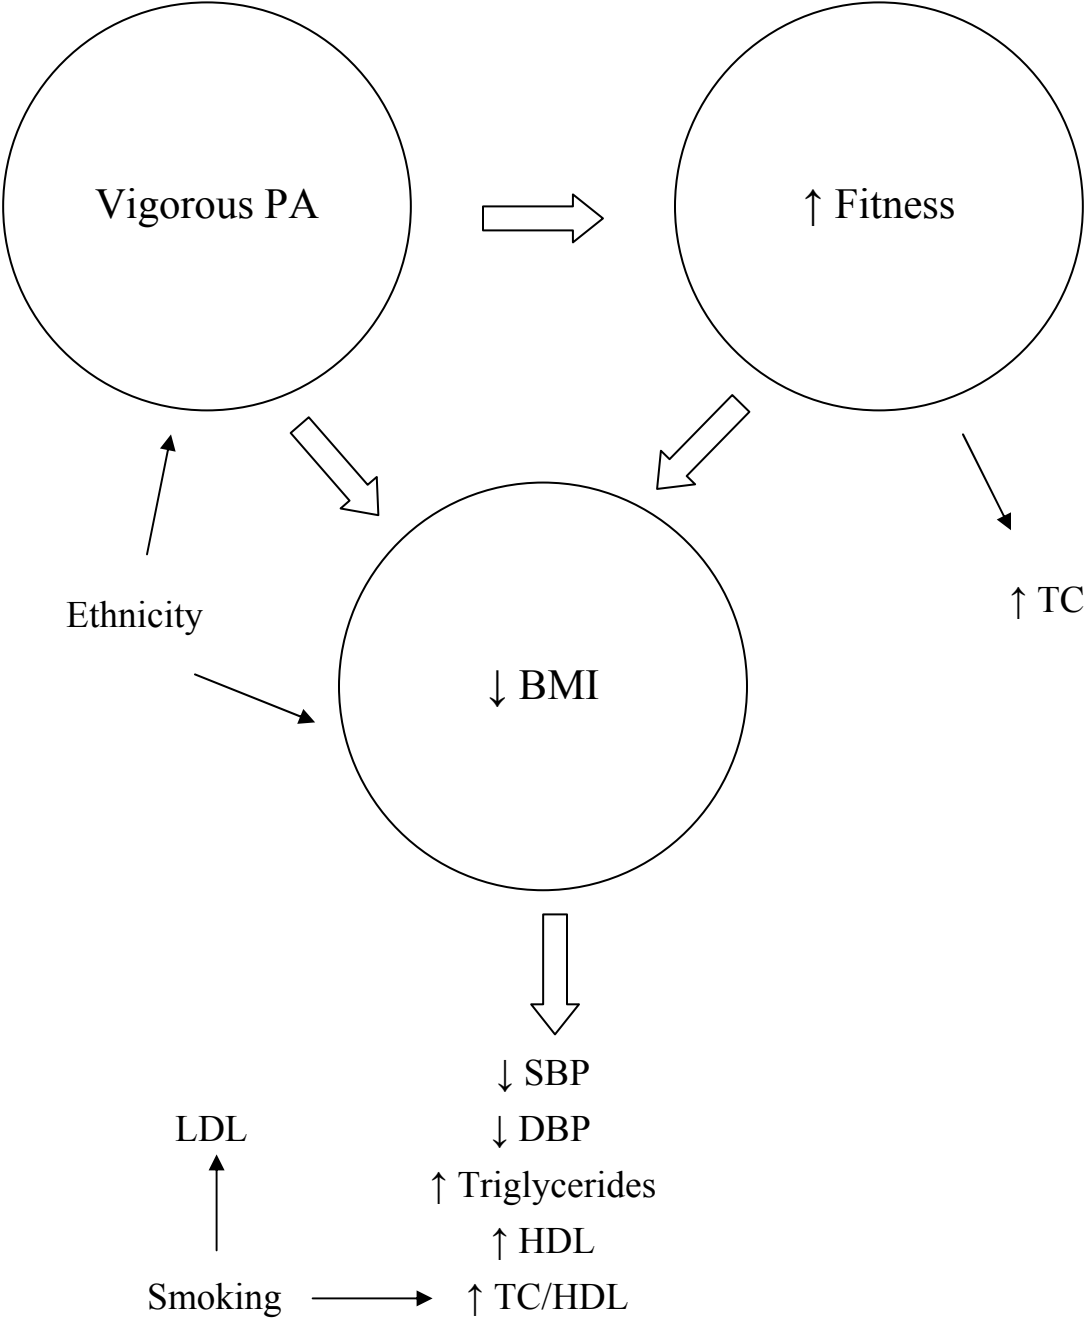 Vigorous PA
↑ Fitness
Ethnicity
↑ TC
↓ BMI
↓ SBP
LDL
↓ DBP
↑ Triglycerides
↑ HDL
Smoking
↑ TC/HDL